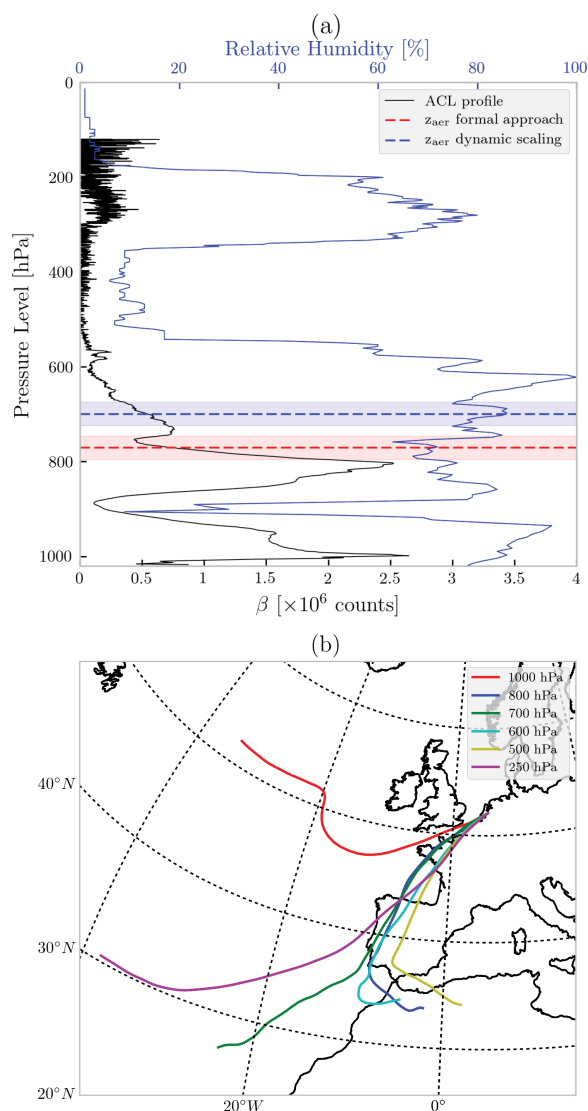 (a)
Relative Humidity [%]
0 20 40 60 80 100
ACL profile
z_aer formal approach
z_aer dynamic scaling
0
200
400
600
800
1000
Pressure Level [hPa]
0 0.5 1 1.5 2 2.5 3 3.5 4
β [×10⁶ counts]
(b)
1000 hPa
800 hPa
700 hPa
600 hPa
500 hPa
250 hPa
40°N
30°N
20°N
20°W 0°